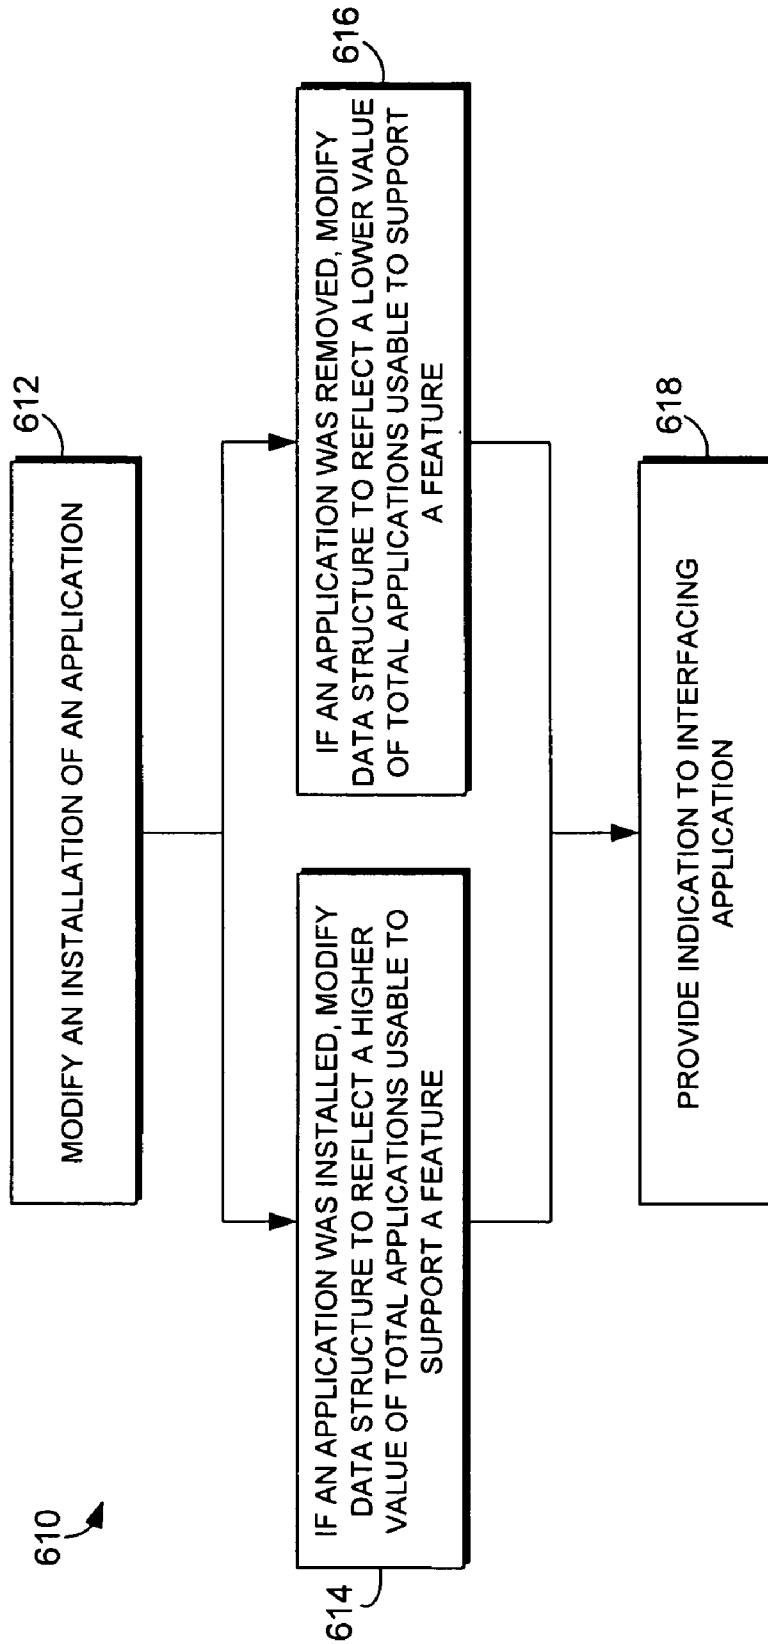 610
612
MODIFY AN INSTALLATION OF AN APPLICATION
614
IF AN APPLICATION WAS INSTALLED, MODIFY
DATA STRUCTURE TO REFLECT A HIGHER
VALUE OF TOTAL APPLICATIONS USABLE TO
SUPPORT A FEATURE
616
IF AN APPLICATION WAS REMOVED, MODIFY
DATA STRUCTURE TO REFLECT A LOWER VALUE
OF TOTAL APPLICATIONS USABLE TO SUPPORT
A FEATURE
618
PROVIDE INDICATION TO INTERFACING
APPLICATION